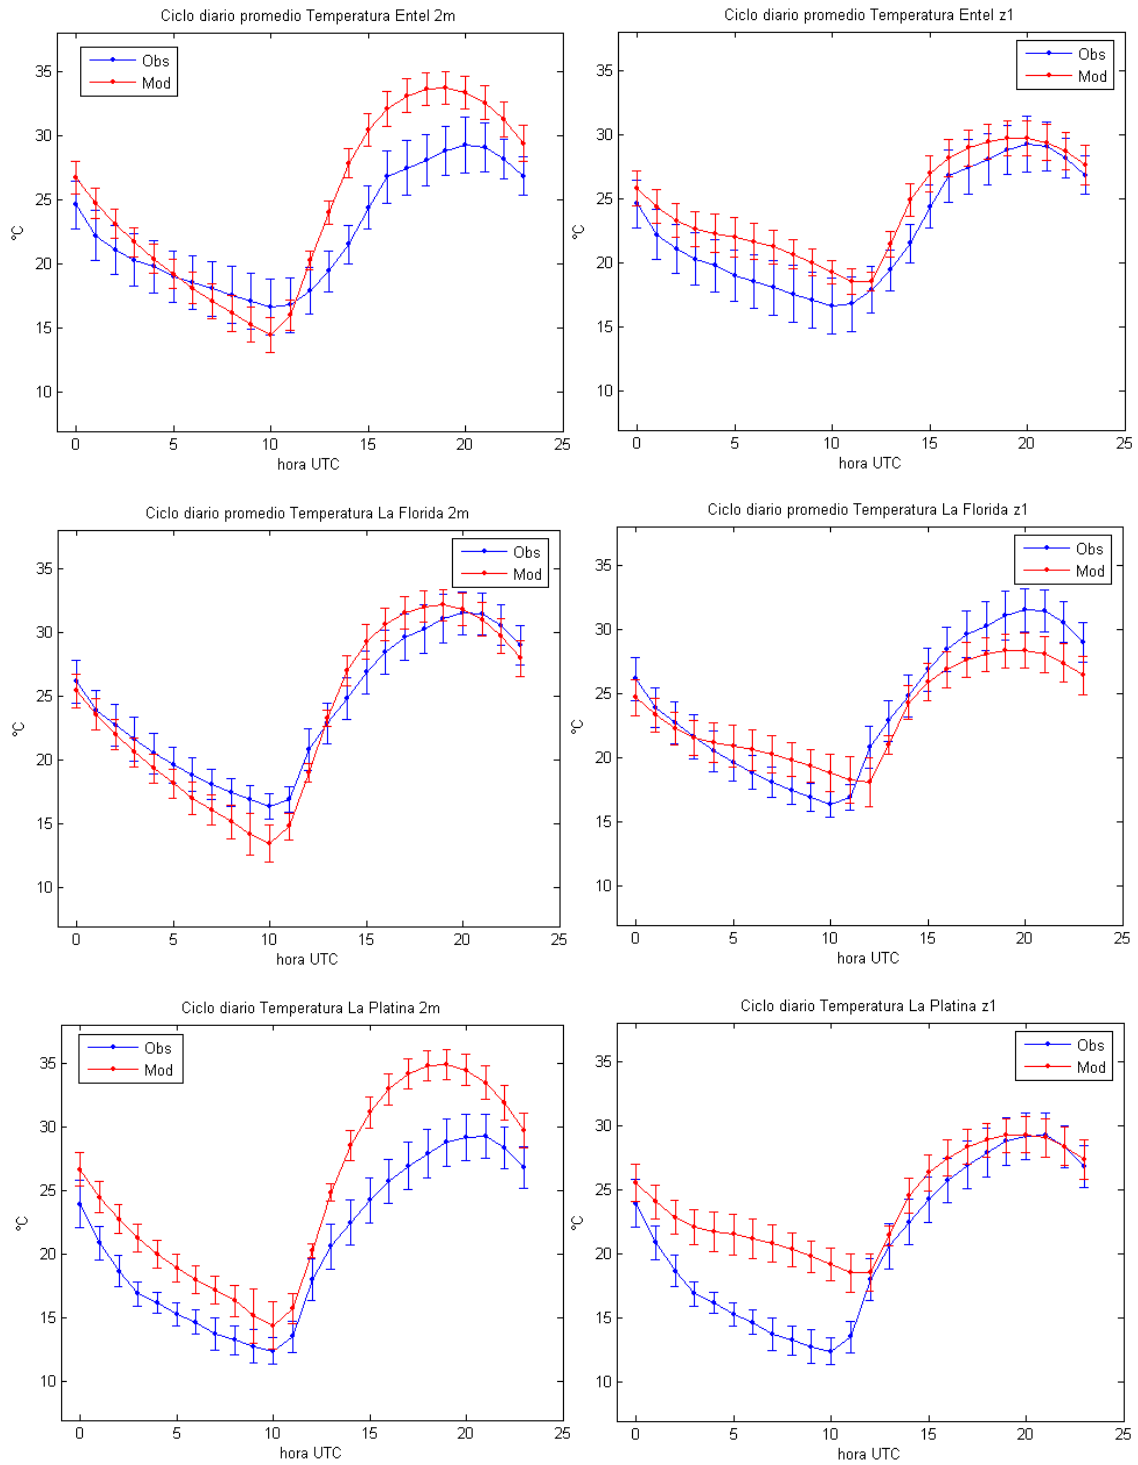 Ciclo diario promedio Temperatura Entel 2m
Obs
Mod
°C
35
30
25
20
15
10
0 5 10 15 20 25
hora UTC
Ciclo diario promedio Temperatura Entel z1
Obs
Mod
°C
35
30
25
20
15
10
0 5 10 15 20 25
hora UTC
Ciclo diario promedio Temperatura La Florida 2m
Obs
Mod
°C
35
30
25
20
15
10
0 5 10 15 20 25
hora UTC
Ciclo diario promedio Temperatura La Florida z1
Obs
Mod
°C
35
30
25
20
15
10
0 5 10 15 20 25
hora UTC
Ciclo diario Temperatura La Platina 2m
Obs
Mod
°C
35
30
25
20
15
10
0 5 10 15 20 25
hora UTC
Ciclo diario Temperatura La Platina z1
Obs
Mod
°C
35
30
25
20
15
10
0 5 10 15 20 25
hora UTC